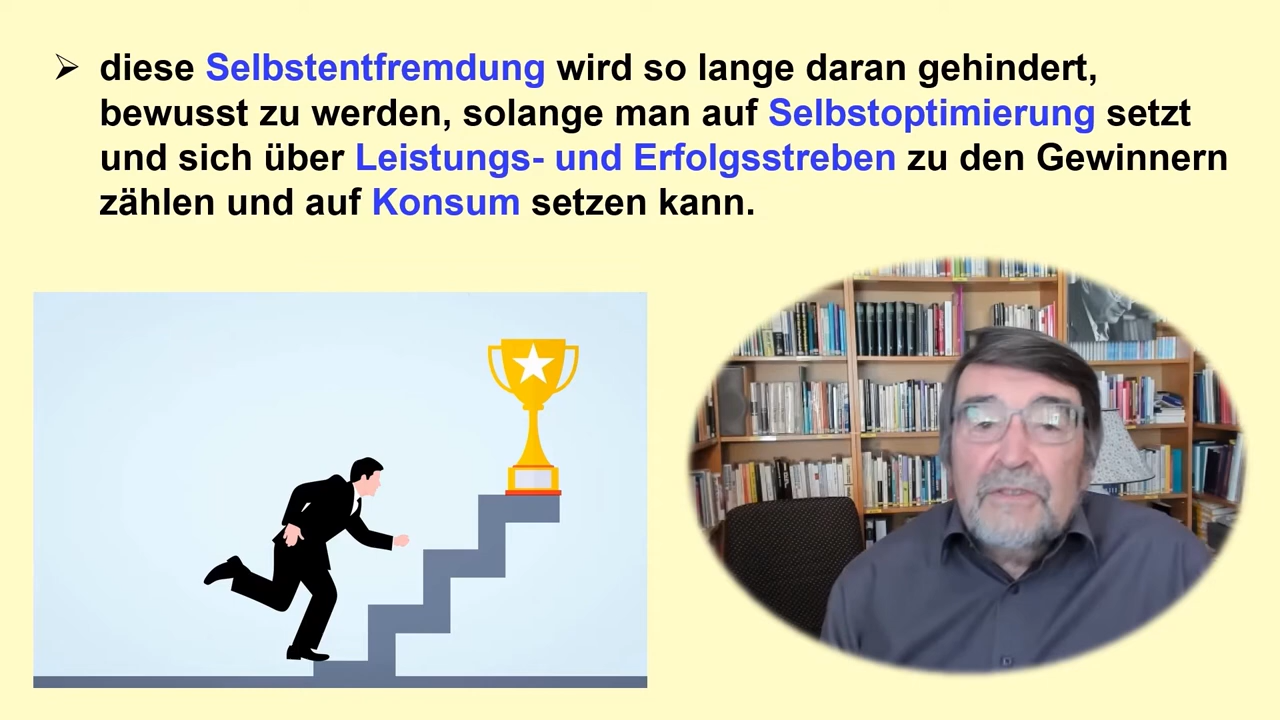 ➢ diese Selbstentfremdung wird so lange daran gehindert,
bewusst zu werden, solange man auf Selbstoptimierung setzt
und sich über Leistungs- und Erfolgsstreben zu den Gewinnern
zählen und auf Konsum setzen kann.